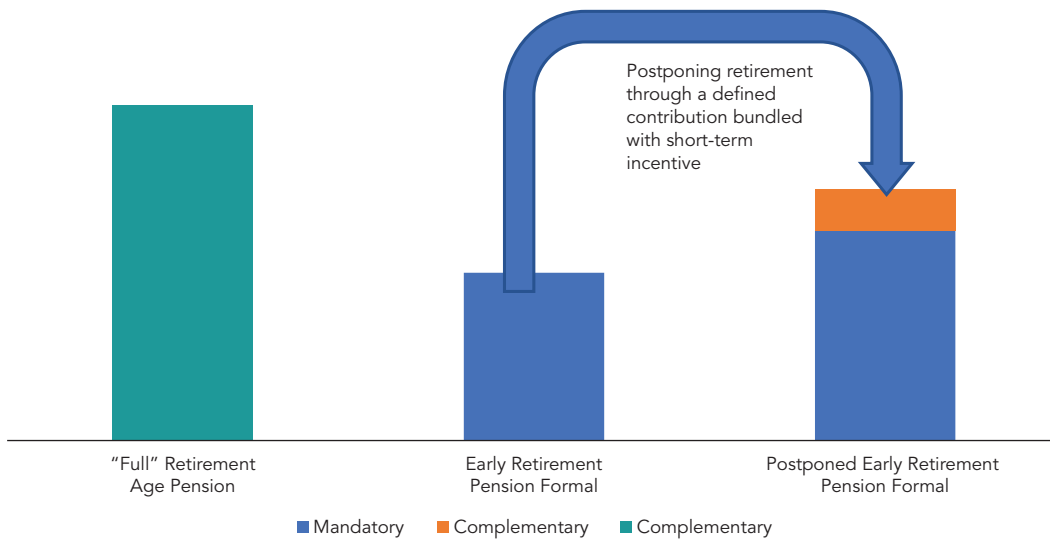 Postponing retirement
through a defined
contribution bundled
with short-term
incentive
“Full” Retirement
Age Pension
Early Retirement
Pension Formal
Postponed Early Retirement
Pension Formal
Mandatory Complementary Complementary